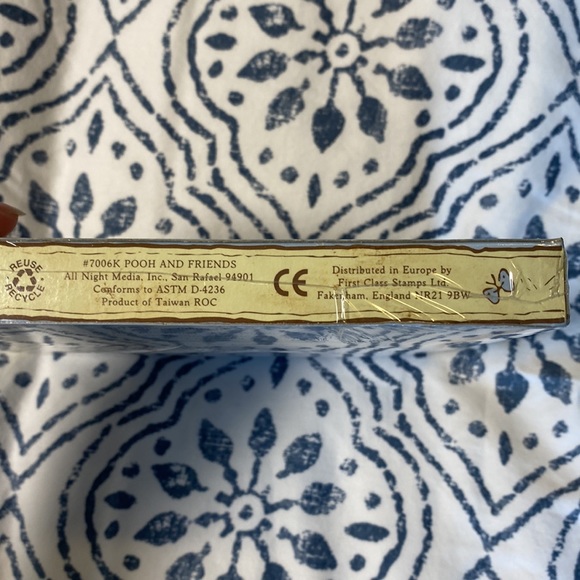 REUSE
RECYCLE
#7006K POOH AND FRIENDS
All Night Media, Inc., San Rafael 94901
Conforms to ASTM D-4236
Product of Taiwan ROC
CE
Distributed in Europe by
First Class Stamps Ltd.
Fakenham, England NR21 9BW